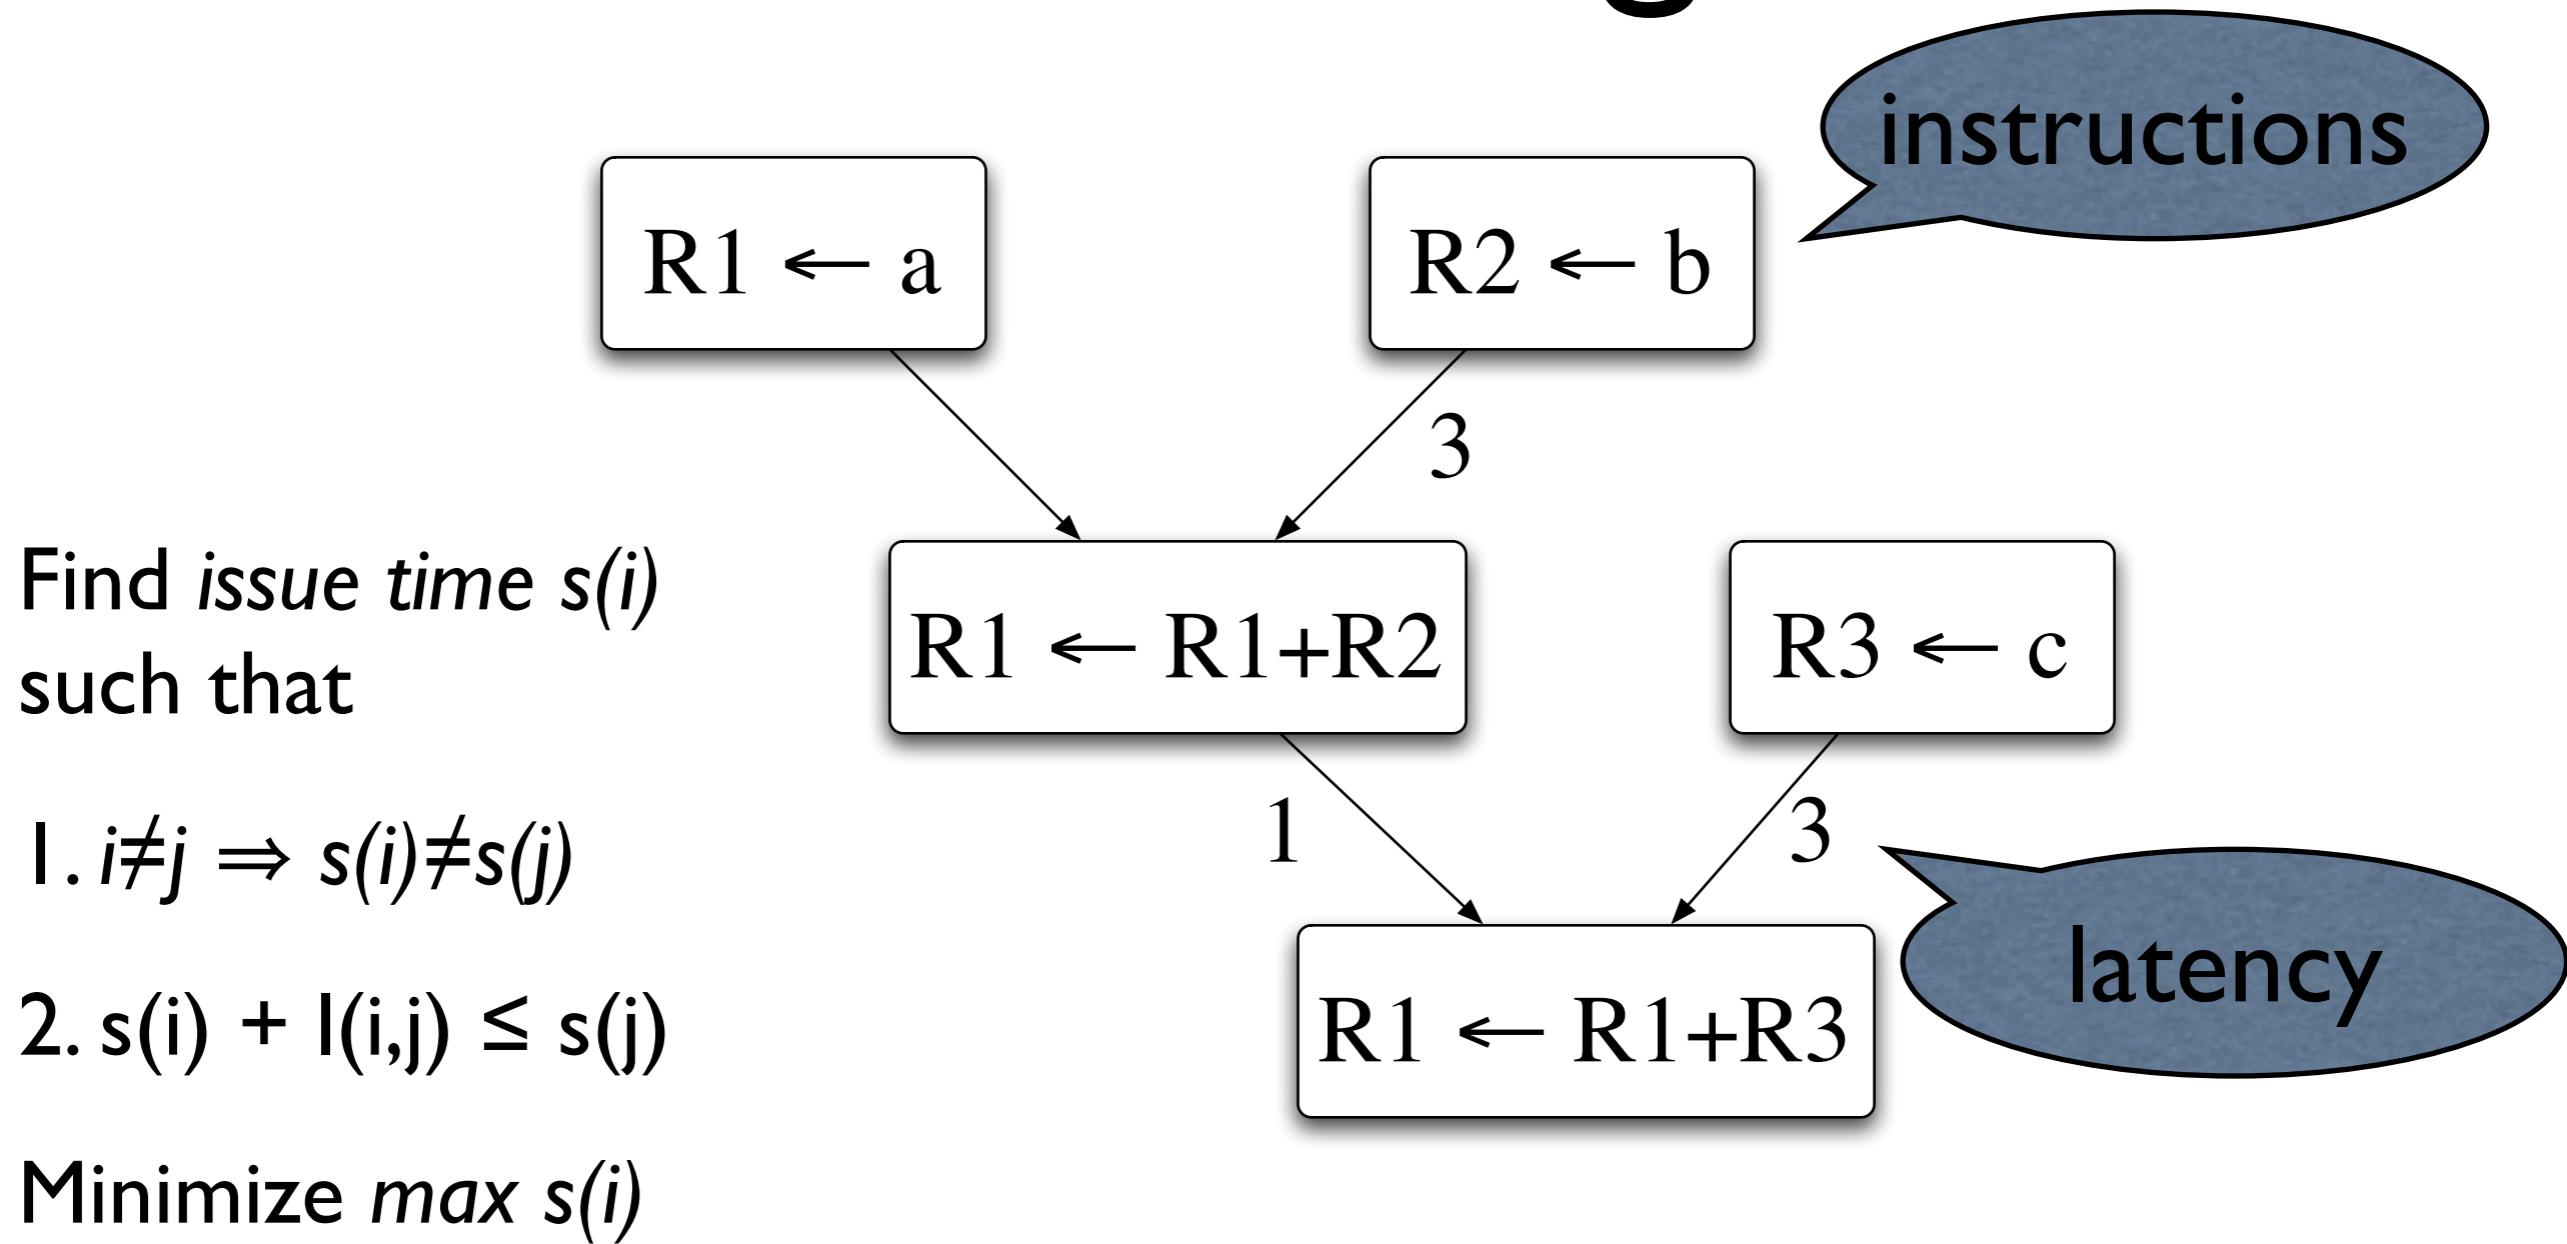 instructions
R1 ← a
R2 ← b
3
Find issue time s(i)
such that
R1 ← R1+R2
R3 ← c
1. i≠j ⇒ s(i)≠s(j)
1
3
latency
2. s(i) + l(i,j) ≤ s(j)
R1 ← R1+R3
Minimize max s(i)